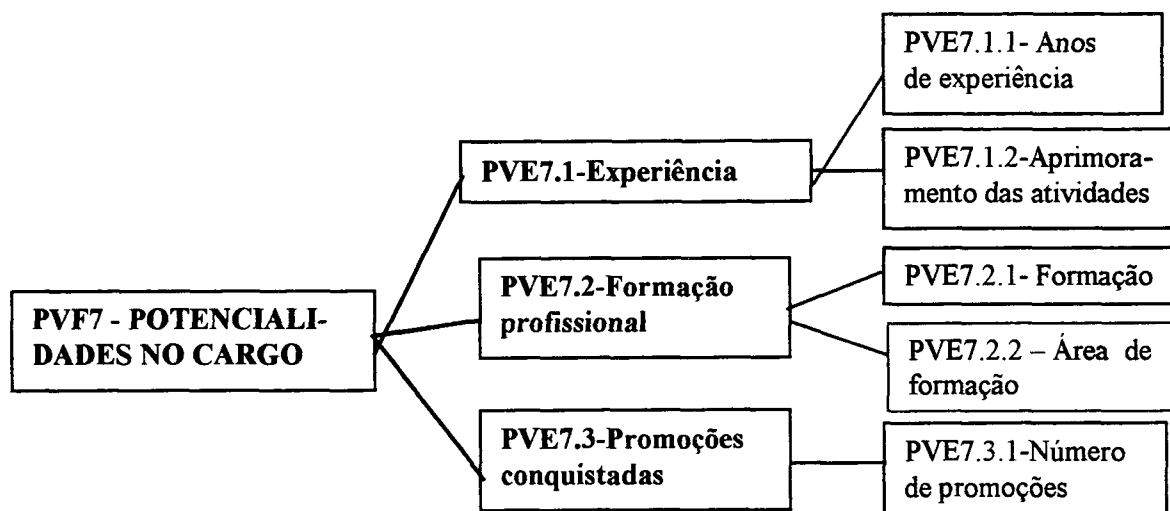 PVE7.1.1- Anos
de experiência
PVE7.1-Experiência
PVE7.1.2-Aprimora-
mento das atividades
PVF7 - POTENCIALI-
DADES NO CARGO
PVE7.2-Formação
profissional
PVE7.2.1- Formação
PVE7.2.2 – Área de
formação
PVE7.3-Promoções
conquistadas
PVE7.3.1-Número
de promoções